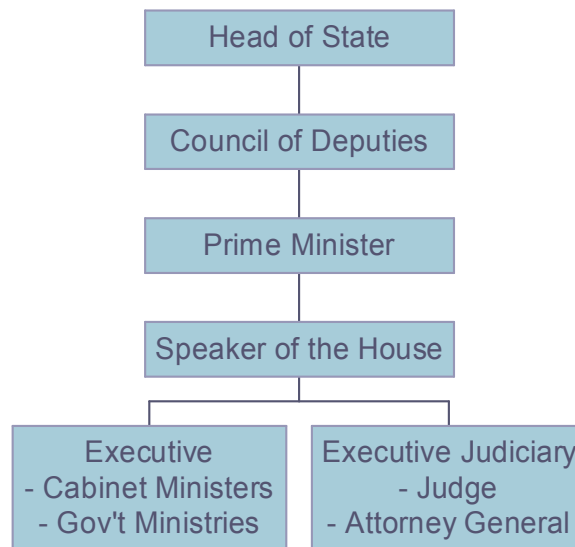 Head of State
Council of Deputies
Prime Minister
Speaker of the House
Executive
- Cabinet Ministers
- Gov't Ministries
Executive Judiciary
- Judge
- Attorney General